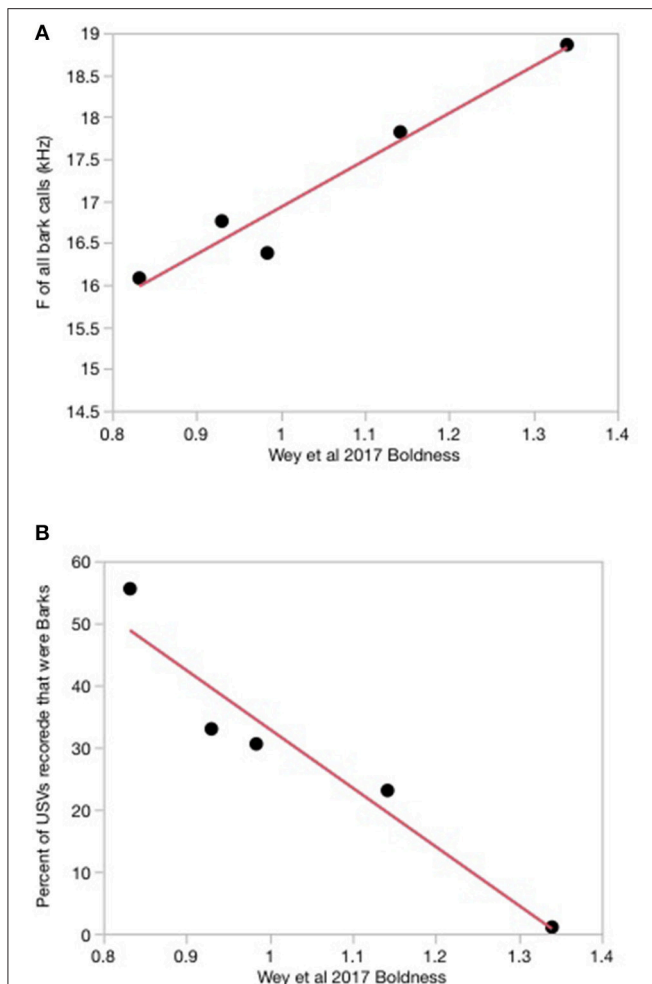 A
F of all bark calls (kHz)
19
18.5
18
17.5
17
16.5
16
15.5
15
14.5
0.8 0.9 1 1.1 1.2 1.3 1.4
Wey et al 2017 Boldness
B
Percent of USVs recorede that were Barks
60
50
40
30
20
10
0
0.8 0.9 1 1.1 1.2 1.3 1.4
Wey et al 2017 Boldness